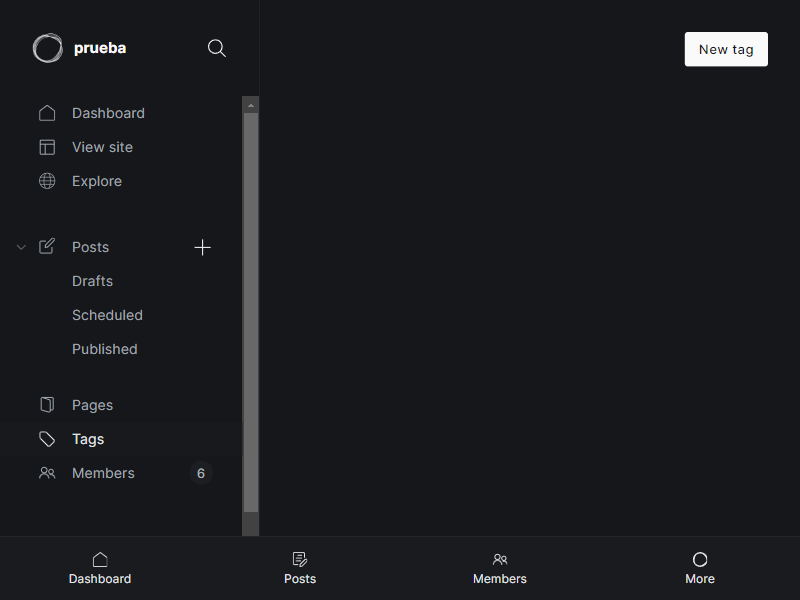 prueba
New tag
Dashboard
View site
Explore
Posts
Drafts
Scheduled
Published
Pages
Tags
Members 6
Dashboard
Posts
Members
More